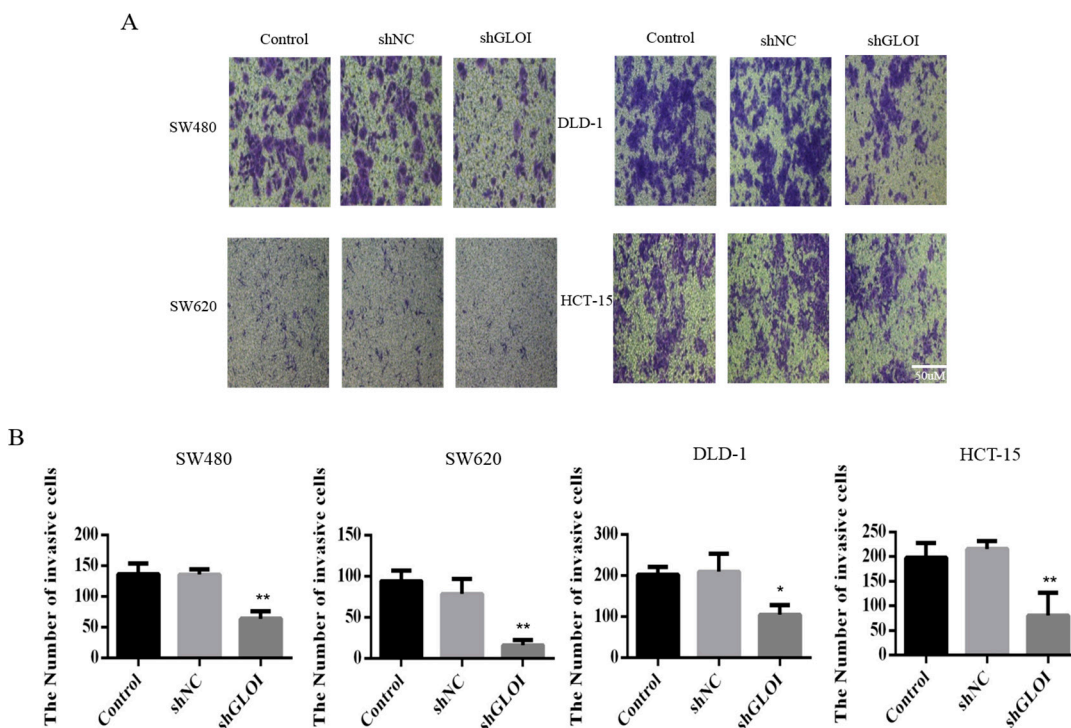 A
Control shNC shGLOI Control shNC shGLOI
SW480 DLD-1
SW620 HCT-15
50uM
B
SW480
The Number of invasive cells
200
150
100
50
0
**
Control shNC shGLOI
SW620
The Number of invasive cells
150
100
50
0
**
Control shNC shGLOI
DLD-1
The Number of invasive cells
300
200
100
0
*
Control shNC shGLOI
HCT-15
The Number of invasive cells
250
200
150
100
50
0
**
Control shNC shGLOI